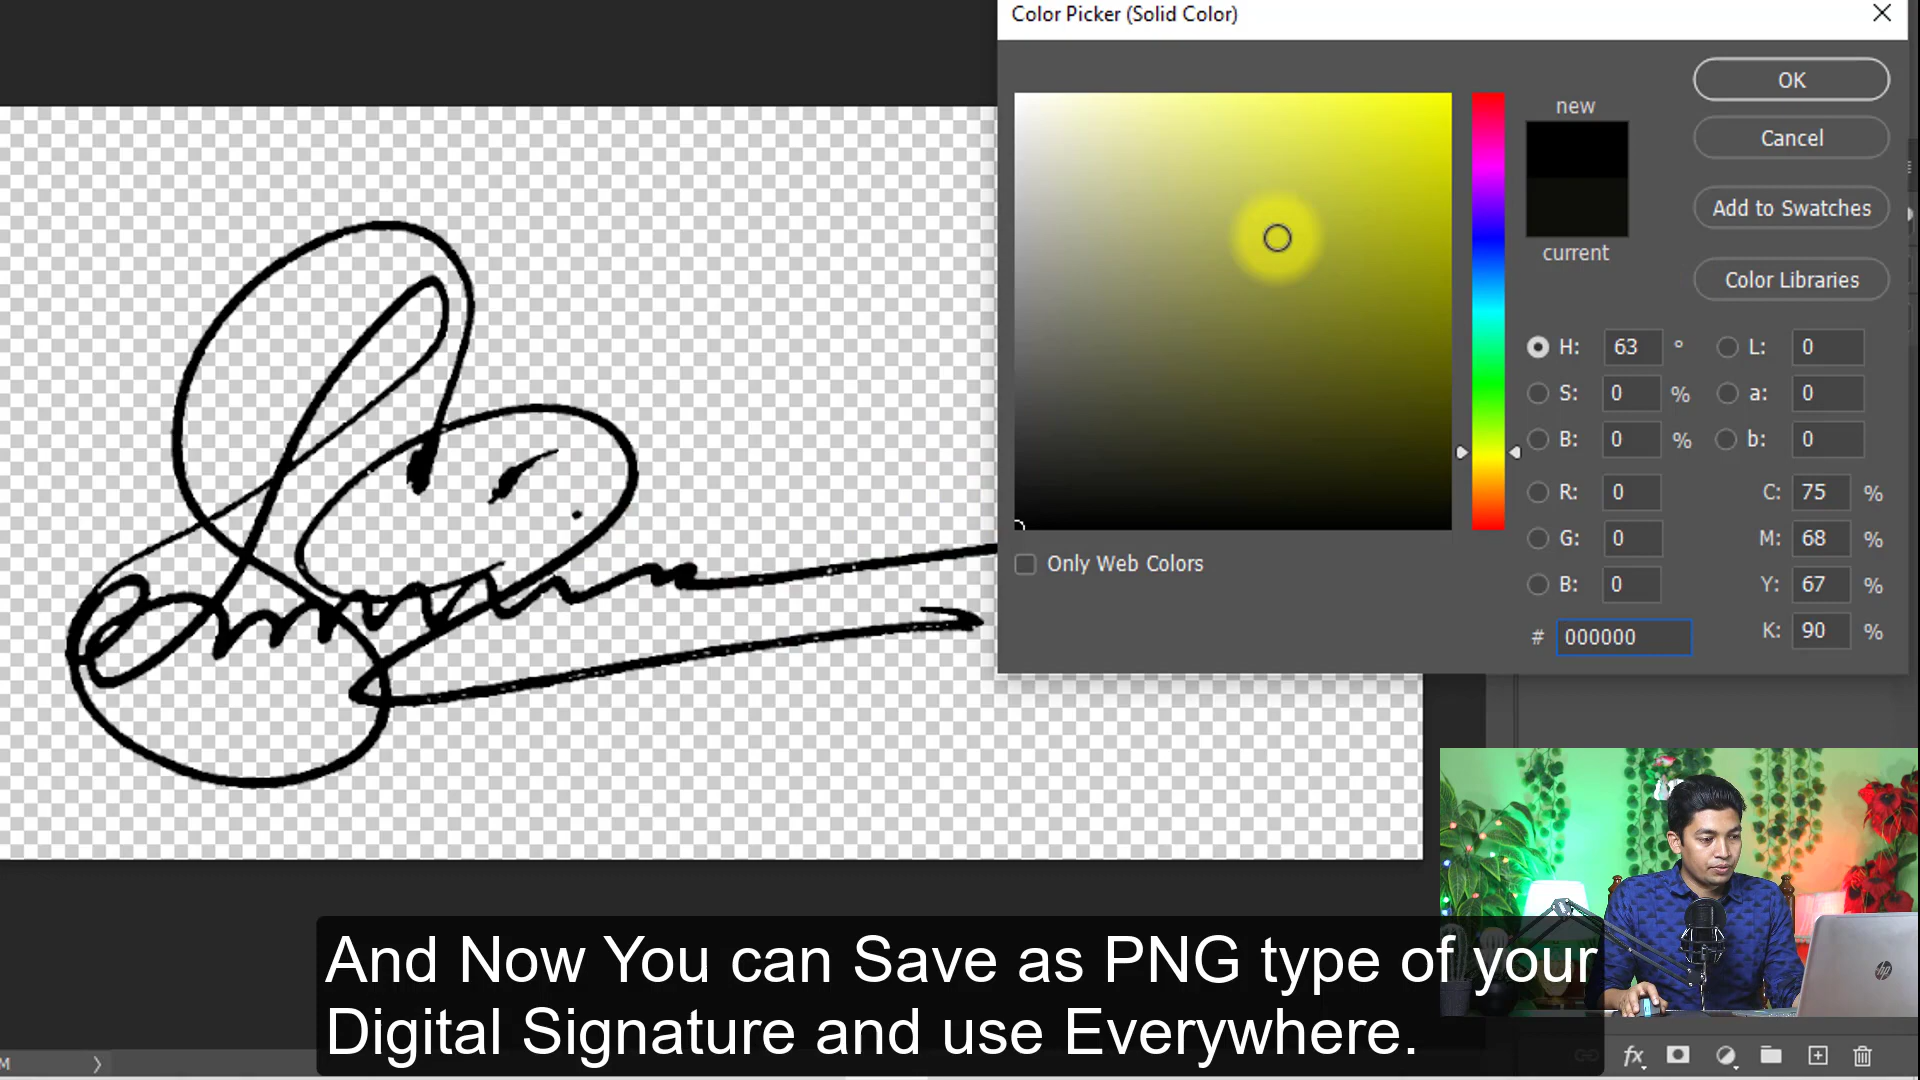 Color Picker (Solid Color)
OK
new
Cancel
Add to Swatches
current
Color Libraries
H: 63 °
L: 0
S: 0 %
a: 0
B: 0 %
b: 0
R: 0
C: 75 %
G: 0
M: 68 %
B: 0
Y: 67 %
# 000000
K: 90 %
Only Web Colors
hp
And Now You can Save as PNG type of your
Digital Signature and use Everywhere.
M
fx